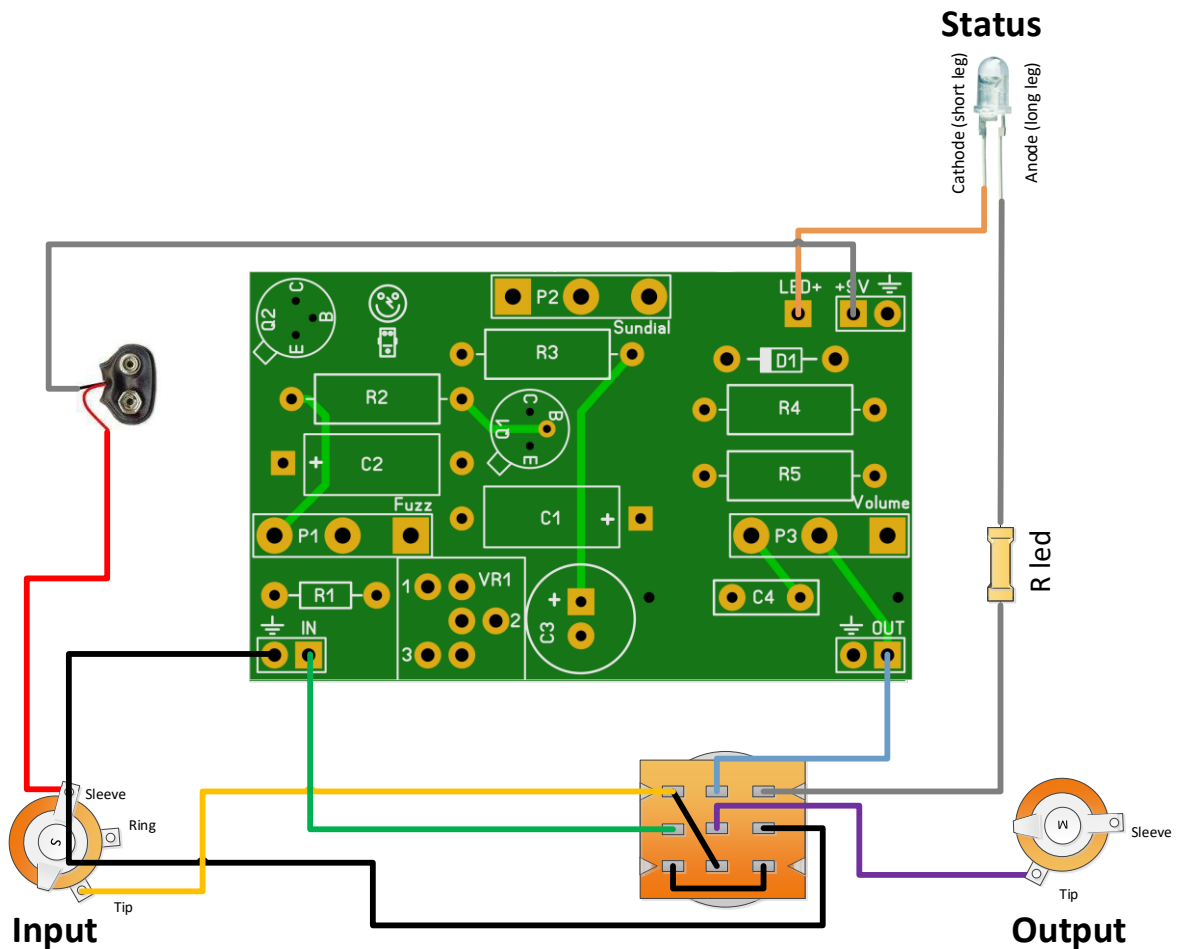 Status
Cathode (short leg)
Anode (long leg)
LED+ +9V
P2
Sundial
C
B
E
Q2
R3
D1
R2
C
B
E
Q1
R4
+ C2
R5
Fuzz
Volume
P1
C1 +
P3
R led
R1
1
VR1
2
3
+
C3
C4
IN
OUT
Sleeve
Ring
S
Tip
Input
M
Sleeve
Tip
Output